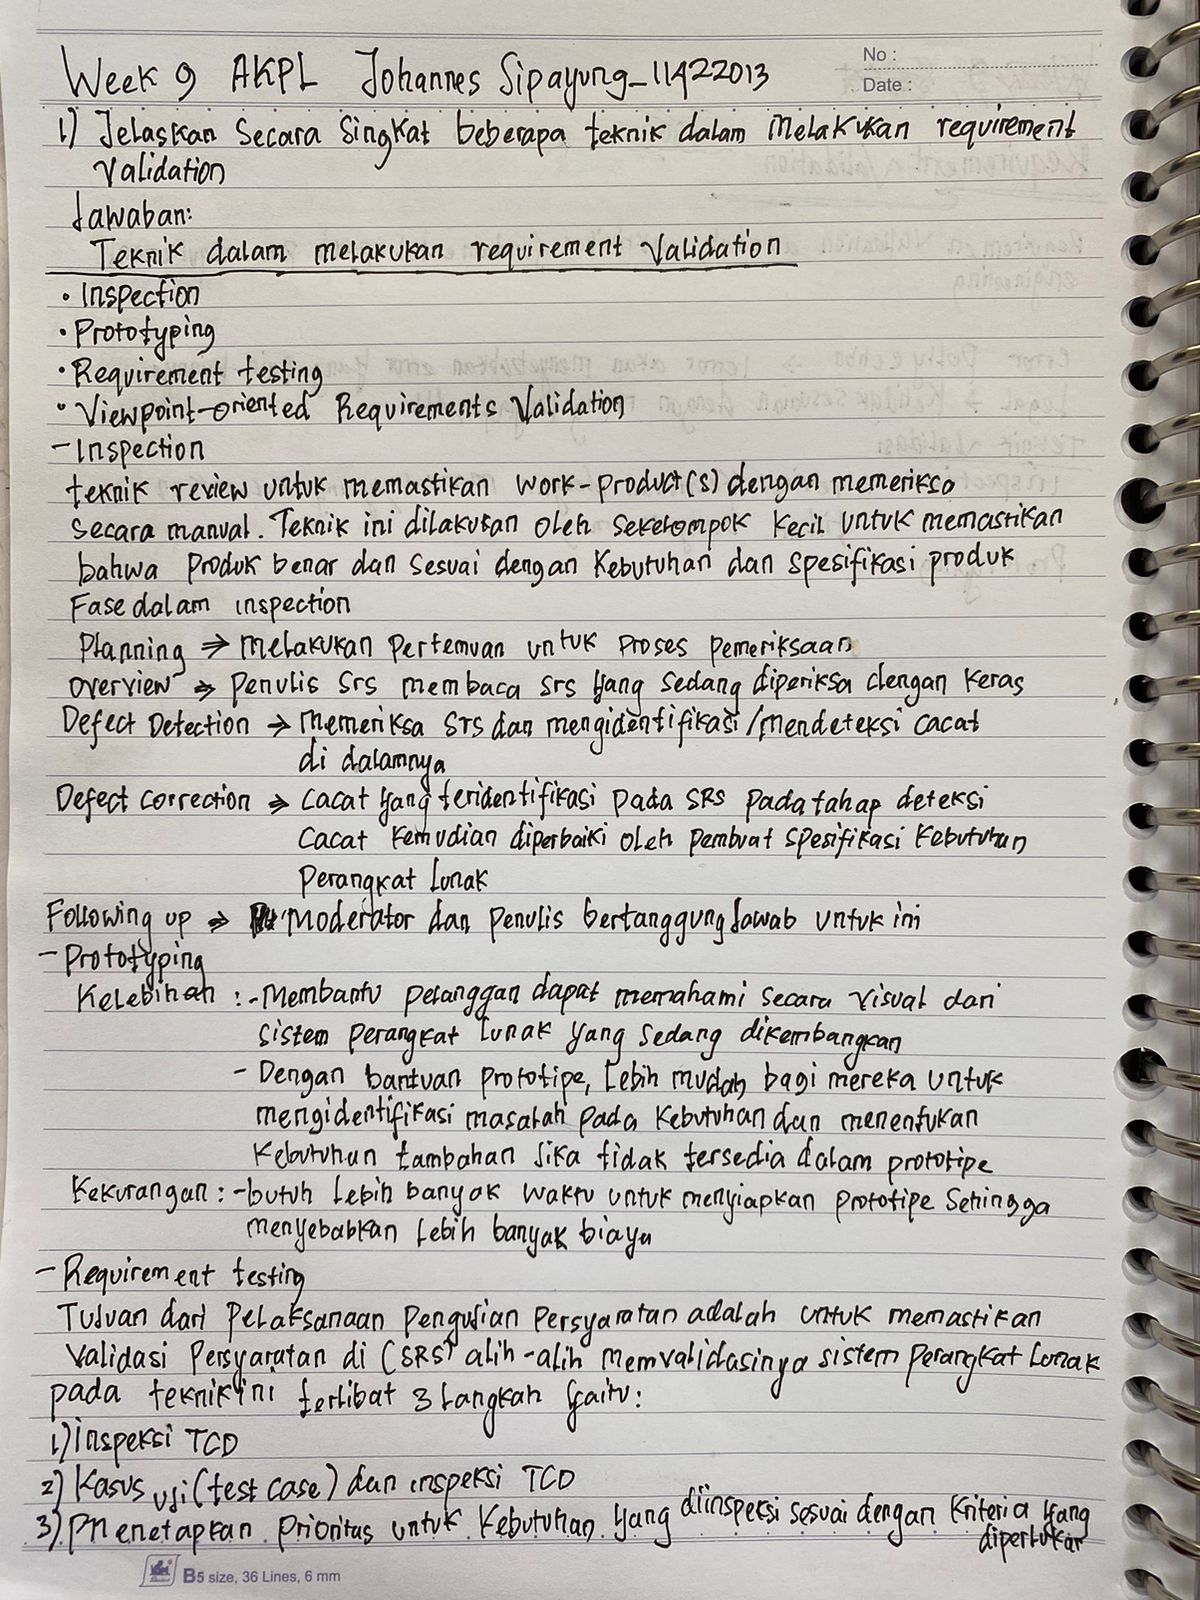 No :
Week 9 AKPL Johannes Sipayung_11422013
Date :
1) Jelaskan Secara Singkat beberapa teknik dalam melakukan requirement
validation
Jawaban:
Teknik dalam melakukan requirement Validation
• Inspection
• Prototyping
• Requirement testing
• Viewpoint-oriented Requirements Validation
- Inspection
teknik review untuk memastikan work-product(s) dengan memeriksa
secara manual. Teknik ini dilakukan oleh sekelompok kecil untuk memastikan
bahwa Produk benar dan Sesuai dengan Kebutuhan dan spesifikasi produk
Fase dalam inspection
Planning ⇒ melakukan Pertemuan untuk proses pemeriksaan
overview ⇒ penulis Srs membaca srs yang sedang diperiksa dengan keras
Defect Detection → memeriksa SrS dan mengidentifikasi/mendeteksi cacat
di dalamnya
Defect correction ⇒ cacat yang teridentifikasi pada SRS pada tahap deteksi
cacat kemudian diperbaiki oleh pembuat spesifikasi kebutuhan
Perangkat lunak
Following up ⇒ Moderator dan penulis bertanggung Jawab untuk ini
- Prototyping
Kelebihan : - Membantu pelanggan dapat memahami secara visual dari
sistem perangkat lunak yang sedang dikembangkan
- Dengan bantuan prototipe, lebih mudah bagi mereka untuk
mengidentifikasi masalah pada kebutuhan dan menentukan
Kebutuhan tambahan Jika tidak tersedia dalam prototipe
Kekurangan : - butuh lebih banyak waktu untuk menyiapkan prototipe Sehingga
menyebabkan lebih banyak biaya
- Requirement testing
Tujuan dari pelaksanaan Pengujian Persyaratan adalah untuk memastikan
validasi Persyaratan di (SRS) alih-alih memvalidasinya sistem perangkat lunak
pada teknik ini terlibat 3 langkah yaitu:
1) inspeksi TCD
2) Kasus uji (test case) dan inspeksi TCD
3) Pnenetapkan prioritas untuk kebutuhan yang diinspeksi sesuai dengan kriteria yang
diperlukar
B5 size, 36 Lines, 6 mm